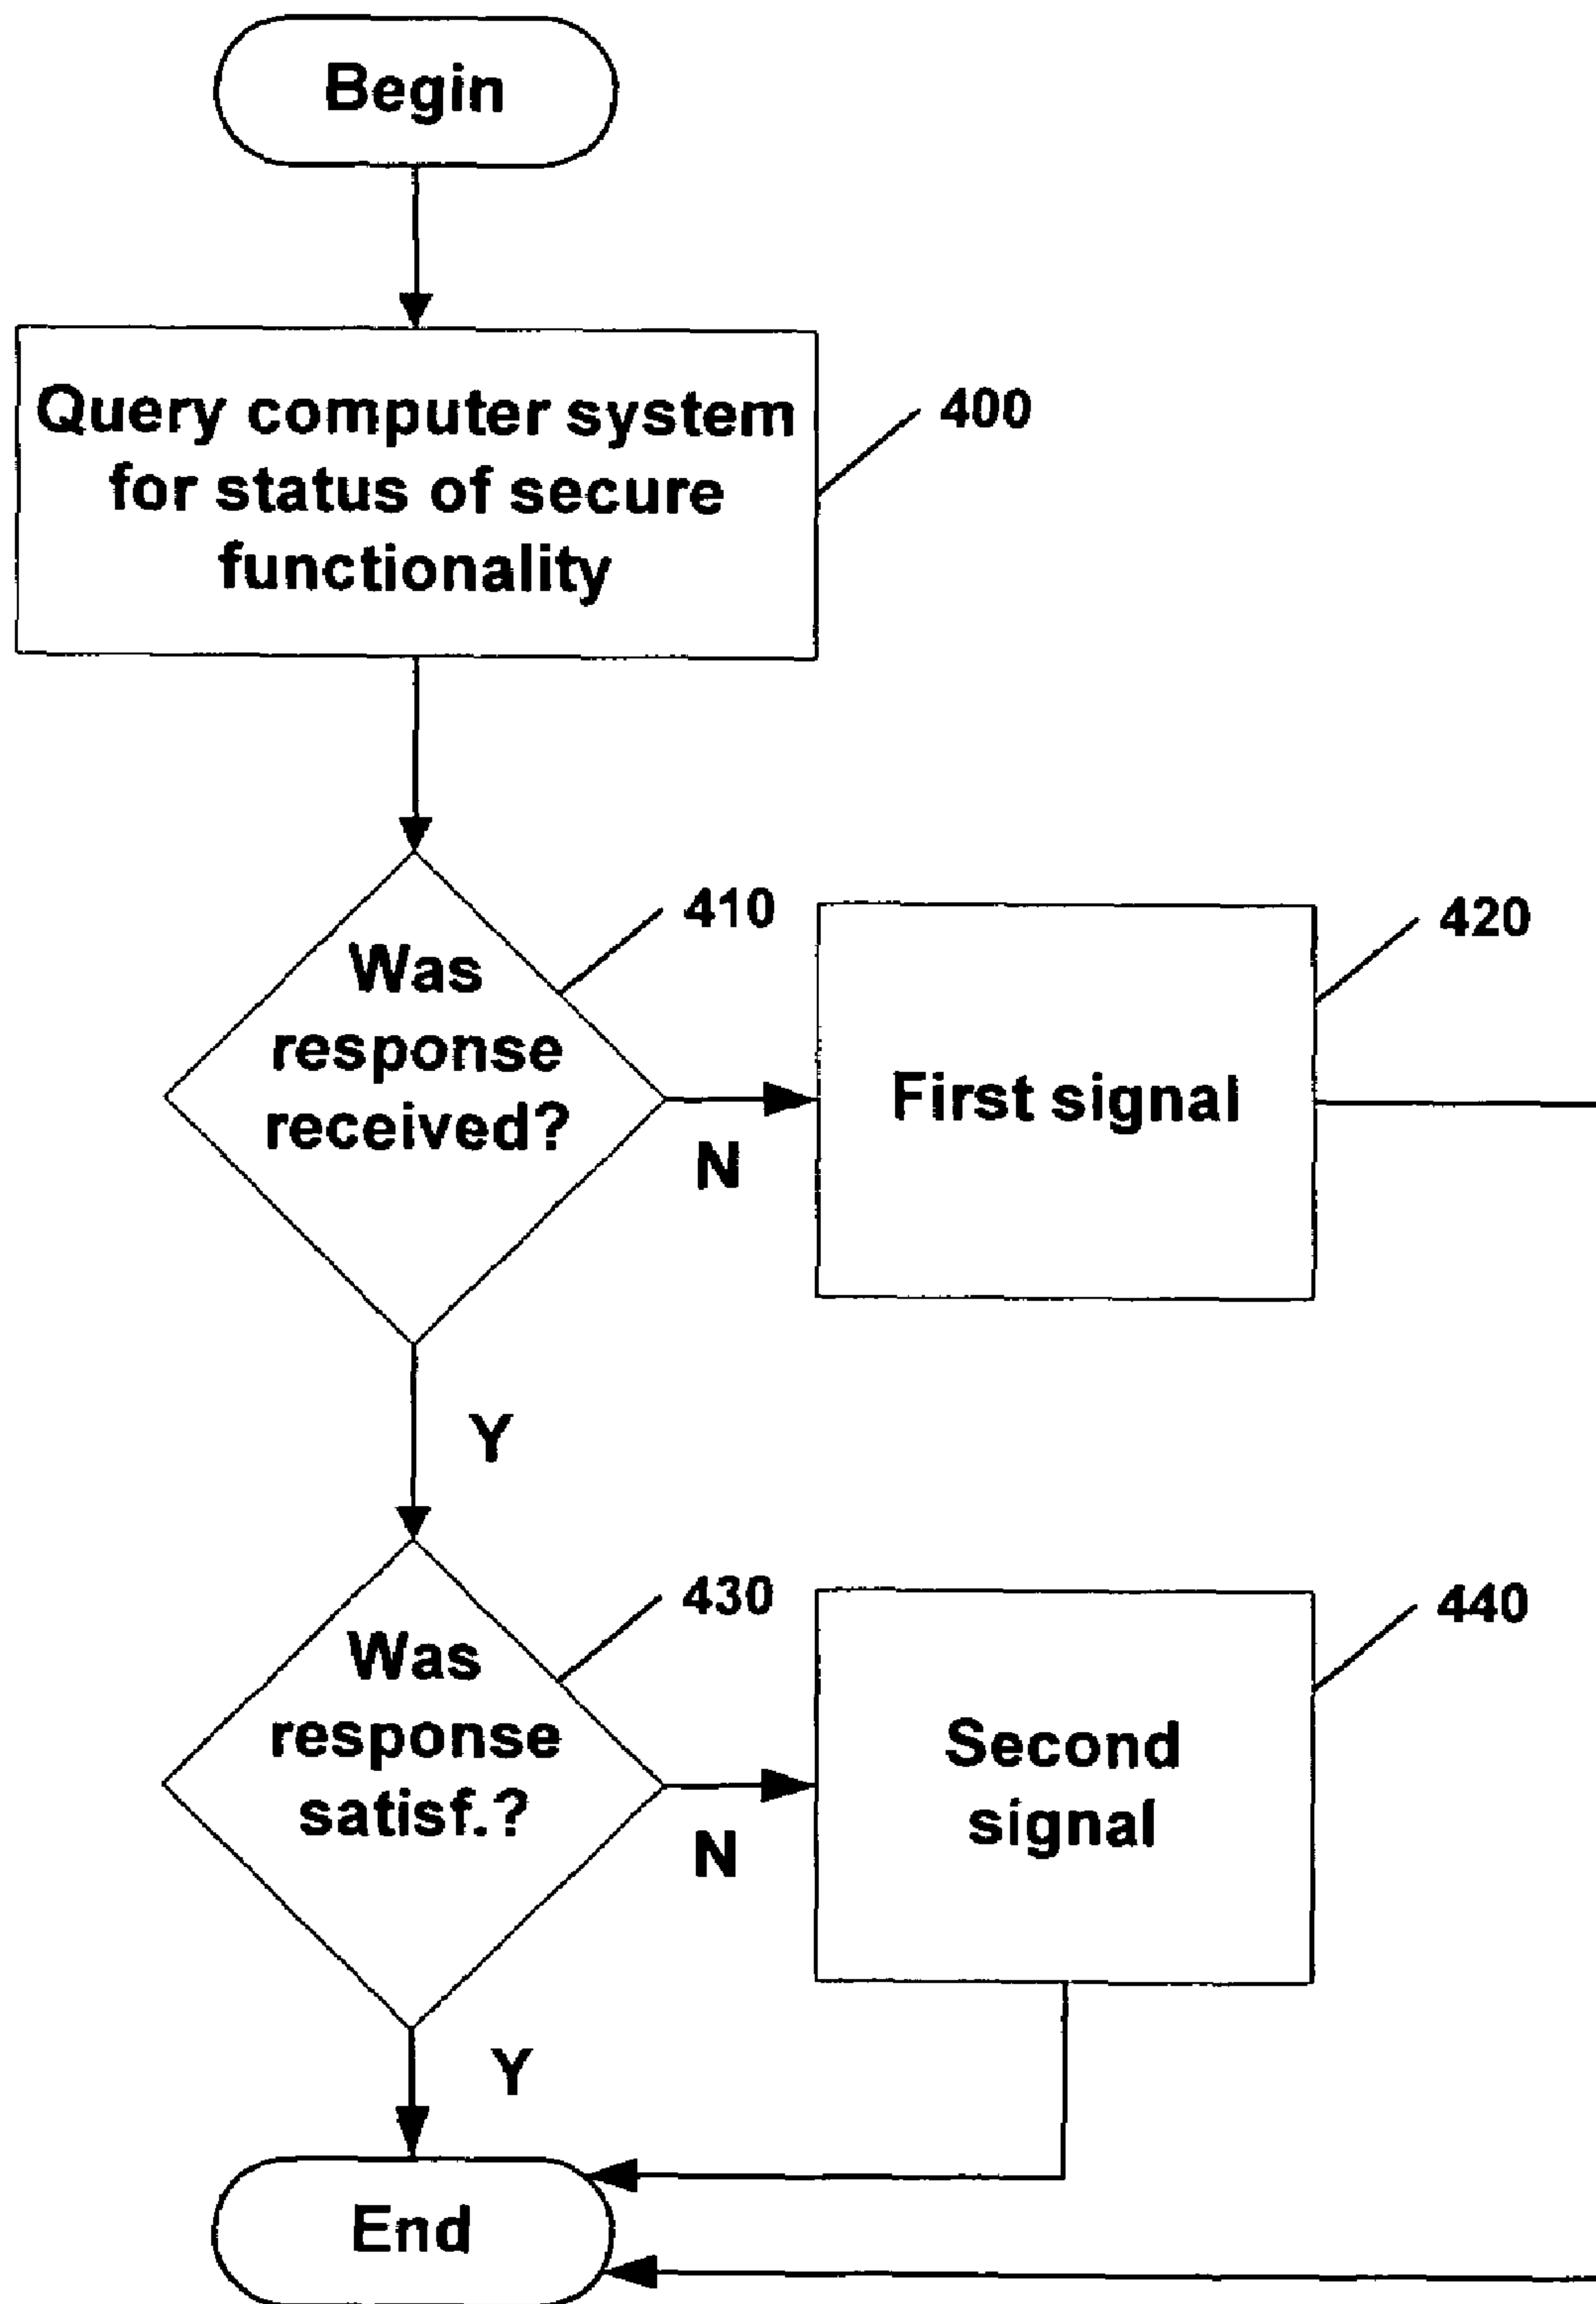 Begin
Query computer system
for status of secure
functionality
400
Was
response
received?
410
N
First signal
420
Y
Was
response
satisf.?
430
N
Second
signal
440
Y
End